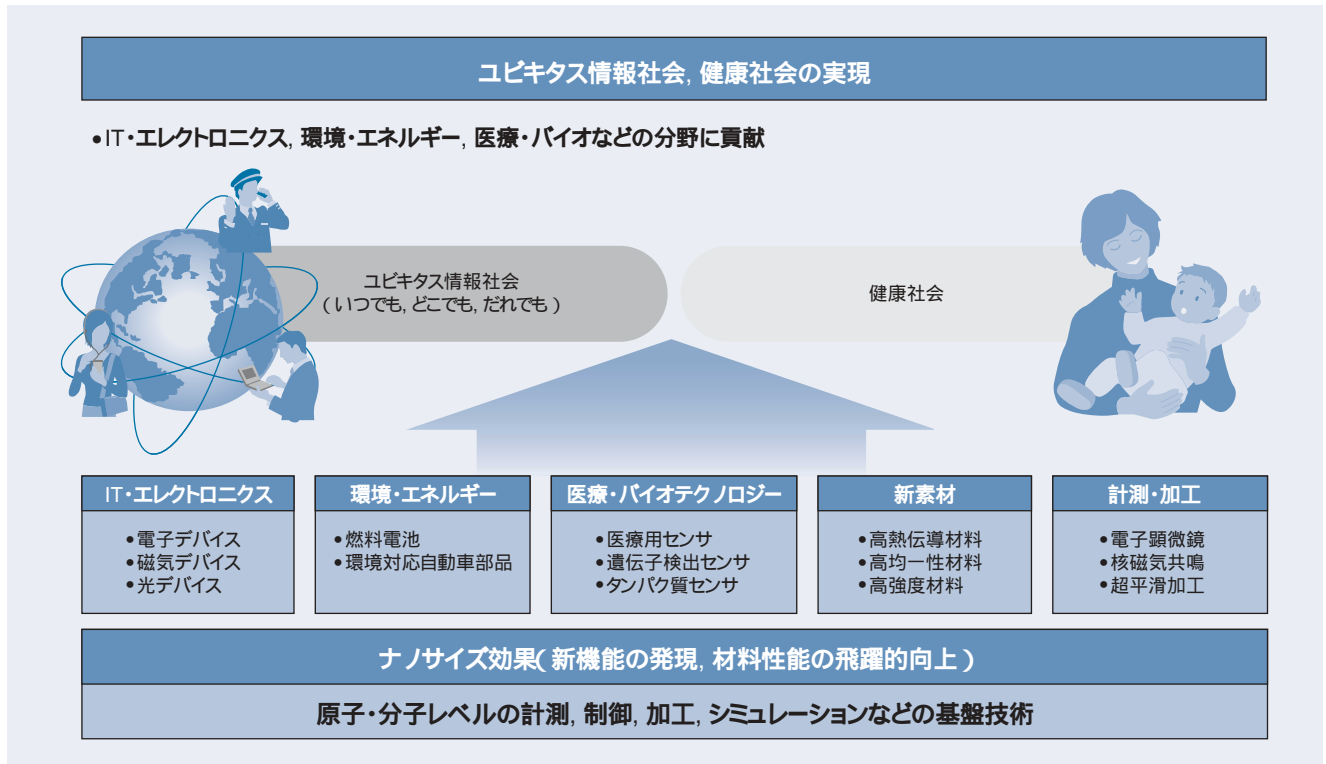 ユビキタス情報社会, 健康社会の実現
•IT・エレクトロニクス, 環境・エネルギー, 医療・バイオなどの分野に貢献
ユビキタス情報社会
(いつでも, どこでも, だれでも)
健康社会
IT・エレクトロニクス
•電子デバイス
•磁気デバイス
•光デバイス
環境・エネルギー
•燃料電池
•環境対応自動車部品
医療・バイオテクノロジー
•医療用センサ
•遺伝子検出センサ
•タンパク質センサ
新素材
•高熱伝導材料
•高均一性材料
•高強度材料
計測・加工
•電子顕微鏡
•核磁気共鳴
•超平滑加工
ナノサイズ効果(新機能の発現, 材料性能の飛躍的向上)
原子・分子レベルの計測, 制御, 加工, シミュレーションなどの基盤技術